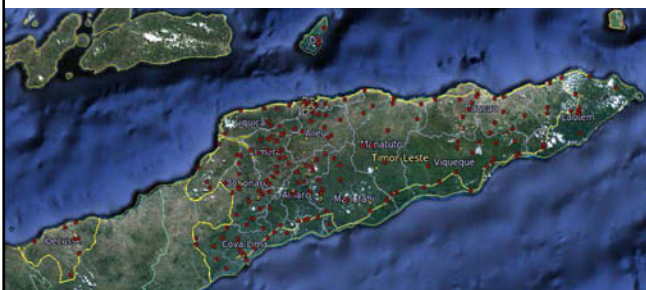 Baucau
Lautem
Liquiça
Aileu
Manatuto
Ermera
Timor-Leste
Viqueque
Bobonaro
Ainaro
Manufahi
Cova Lima
Oecusse